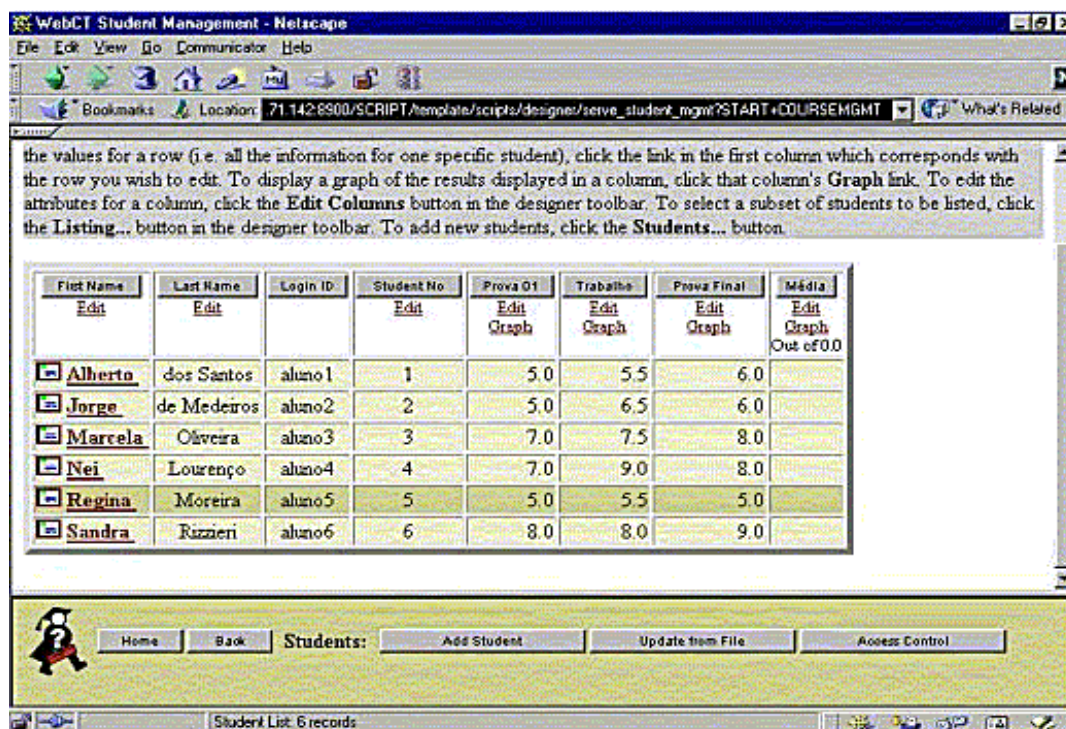 WebCT Student Management - Netscape
File Edit View Go Communicator Help
Bookmarks Location: 71.142:8900/SCRIPT/template/scripts/designer/serve_student_mgmt?START+COURSEMGMT What's Related
the values for a row (i.e. all the information for one specific student), click the link in the first column which corresponds with
the row you wish to edit. To display a graph of the results displayed in a column, click that column's Graph link. To edit the
attributes for a column, click the Edit Columns button in the designer toolbar. To select a subset of students to be listed, click
the Listing... button in the designer toolbar. To add new students, click the Students... button.
First Name Last Name Login ID Student No Prova 01 Trabalho Prova Final Média
Edit Edit Edit Edit Edit Edit Edit
Graph Graph Graph Graph
Out of 0.0
Alberto dos Santos aluno1 1 5.0 5.5 6.0
Jorge de Medeiros aluno2 2 5.0 6.5 6.0
Marcela Oliveira aluno3 3 7.0 7.5 8.0
Nei Lourenço aluno4 4 7.0 9.0 8.0
Regina Moreira aluno5 5 5.0 5.5 5.0
Sandra Rizzieri aluno6 6 8.0 8.0 9.0
Home Back Students: Add Student Update from File Access Control
Student List: 6 records